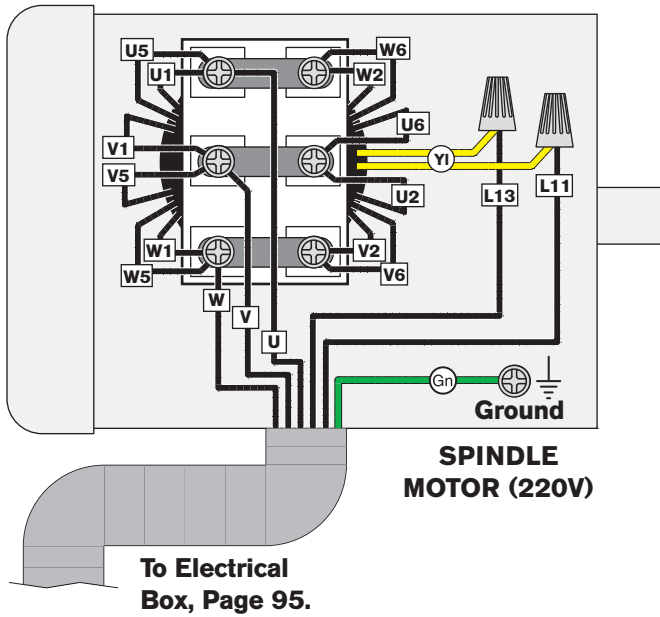 U5
W6
U1
W2
U6
V1
Yl
V5
L13
L11
U2
W1
V2
W5
V6
W
V
U
Gn
Ground
SPINDLE
MOTOR (220V)
To Electrical
Box, Page 95.